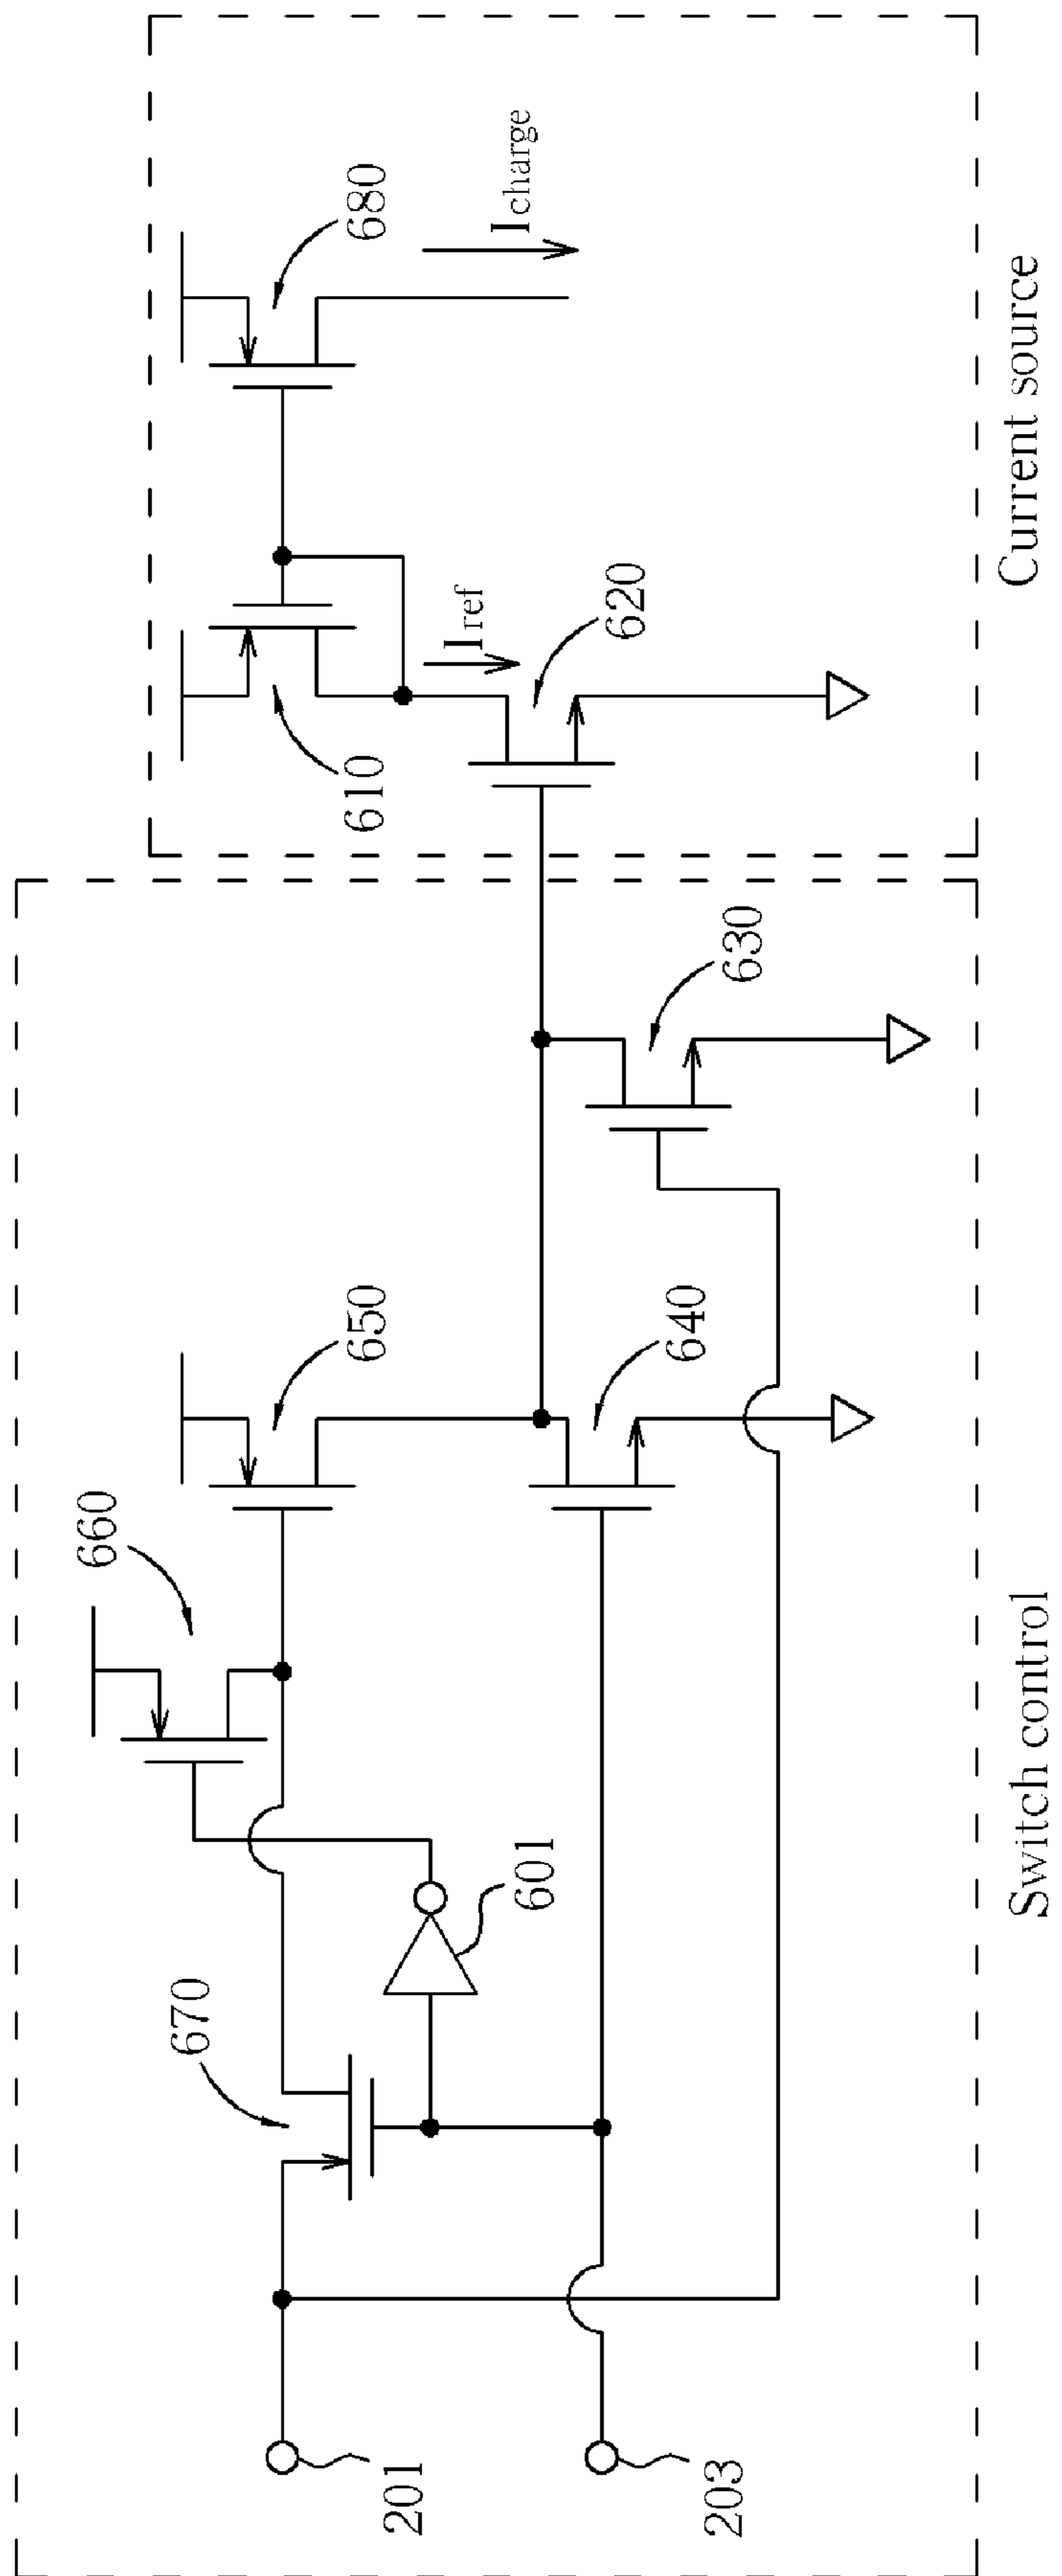 660
670
650
601
201
203
640
630
610
680
620
Iref
Icharge
Switch control
Current source